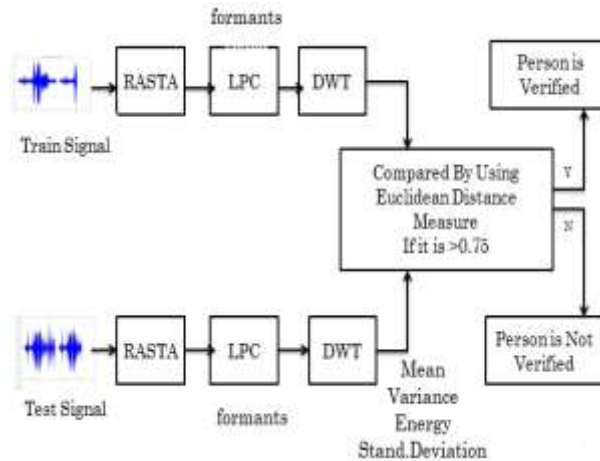 formants
RASTA
LPC
DWT
Train Signal
Person is
Verified
Compared By Using
Euclidean Distance
Measure
If it is >0.75
Y
N
RASTA
LPC
DWT
Test Signal
formants
Mean
Variance
Energy
Stand.Deviation
Person is Not
Verified